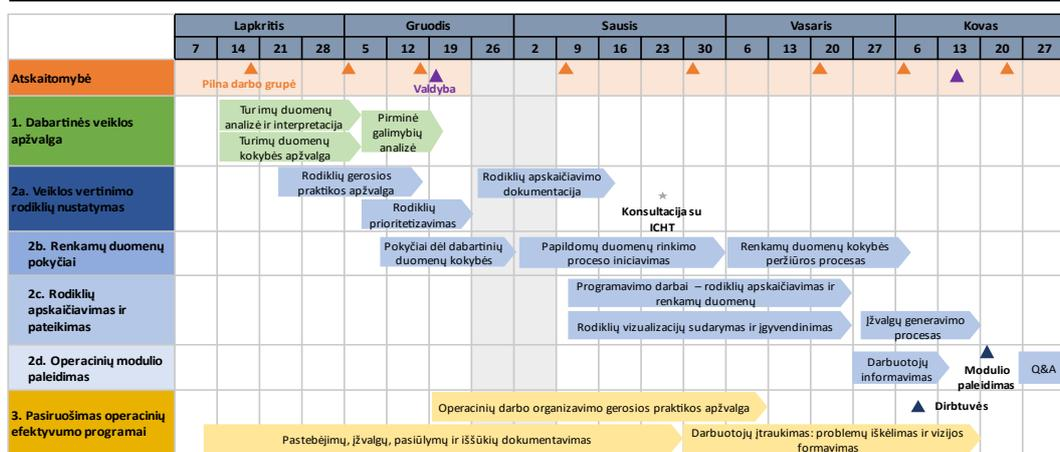 Lapkritis Gruodis Sausis Vasaris Kovas
7 14 21 28 5 12 19 26 2 9 16 23 30 6 13 20 27 6 13 20 27
Atskaitomybė
Pilna darbo grupė
Valdyba
1. Dabartinės veiklos
apžvalga
Turimų duomenų
analizė ir interpretacija
Turimų duomenų
kokybės apžvalga
Pirminė
galimybių
analizė
2a. Veiklos vertinimo
rodiklių nustatymas
Rodiklių gerosios
praktikos apžvalga
Rodiklių
prioritetizavimas
Rodiklių apskaičiavimo
dokumentacija
Konsultacija su
ICHT
2b. Renkamų duomenų
pokyčiai
Pokyčiai dėl dabartinių
duomenų kokybės
Papildomų duomenų rinkimo
proceso iniciavimas
Renkamų duomenų kokybės
peržiūros procesas
2c. Rodiklių
apskaičiavimas ir
pateikimas
Programavimo darbai – rodiklių apskaičiavimas ir
renkamų duomenų
Rodiklių vizualizacijų sudarymas ir įgyvendinimas
Įžvalgų generavimo
procesas
2d. Operacinių modulio
paleidimas
Darbuotojų
informavimas
Modulio
paleidimas
Q&A
3. Pasiruošimas operacinių
efektyvumo programai
Operacinių darbo organizavimo gerosios praktikos apžvalga
Dirbtuvės
Pastebėjimų, įžvalgų, pasiūlymų ir iššūkių dokumentavimas
Darbuotojų įtraukimas: problemų iškėlimas ir vizijos
formavimas